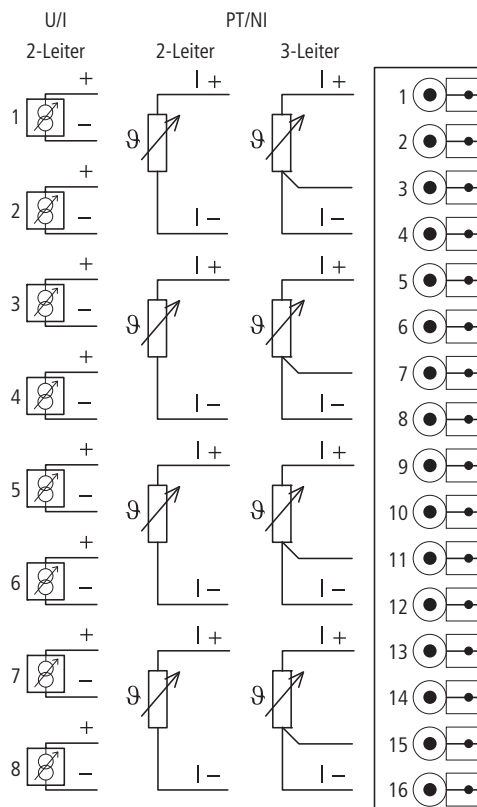 U/I PT/NI
2-Leiter 2-Leiter 3-Leiter
+ I + I + 1
1 ϑ ϑ 2
−
+ 3
2
− I − I − 4
+ I + I + 5
3 ϑ ϑ 6
−
+ 7
4
− I − I − 8
+ I + I + 9
5 ϑ ϑ 10
−
+ 11
6
− I − I − 12
+ I + I + 13
7 ϑ ϑ 14
−
+ 15
8
− I − I − 16